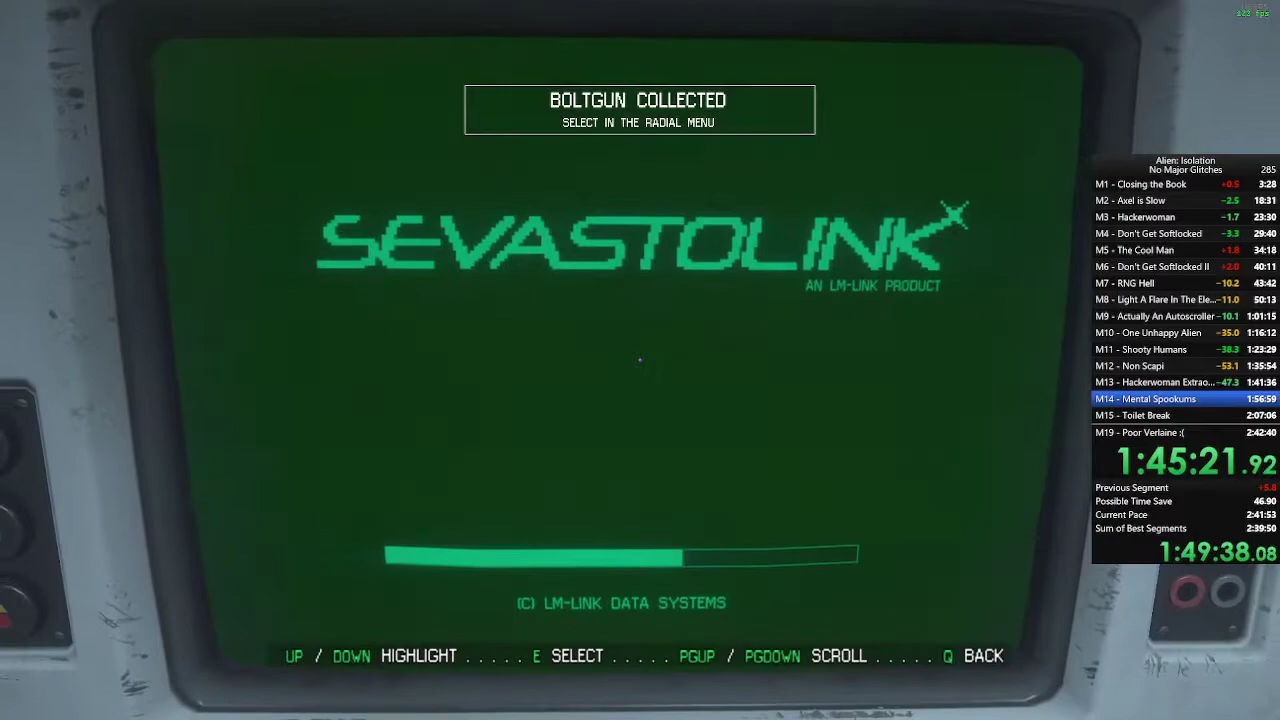 123 fps
BOLTGUN COLLECTED
SELECT IN THE RADIAL MENU
SEVASTOLINK
AN LM-LINK PRODUCT
(C) LM-LINK DATA SYSTEMS
UP / DOWN HIGHLIGHT ..... E SELECT ..... PGUP / PGDOWN SCROLL ..... Q BACK
Alien: Isolation
No Major Glitches 285
M1 - Closing the Book +0.5 3:28
M2 - Axel is Slow −2.5 18:31
M3 - Hackerwoman −1.7 23:30
M4 - Don't Get Softlocked −3.3 29:40
M5 - The Cool Man +1.8 34:18
M6 - Don't Get Softlocked II +2.0 40:11
M7 - RNG Hell −10.2 43:42
M8 - Light A Flare In The Ele... −11.0 50:13
M9 - Actually An Autoscroller −10.1 1:01:15
M10 - One Unhappy Alien −35.0 1:16:12
M11 - Shooty Humans −38.3 1:23:29
M12 - Non Scapi −53.1 1:35:54
M13 - Hackerwoman Extrao... −47.3 1:41:36
M14 - Mental Spookums 1:56:59
M15 - Toilet Break 2:07:06
M19 - Poor Verlaine :( 2:42:40
1:45:21.92
Previous Segment +5.8
Possible Time Save 46.90
Current Pace 2:41:53
Sum of Best Segments 2:39:50
1:49:38.08